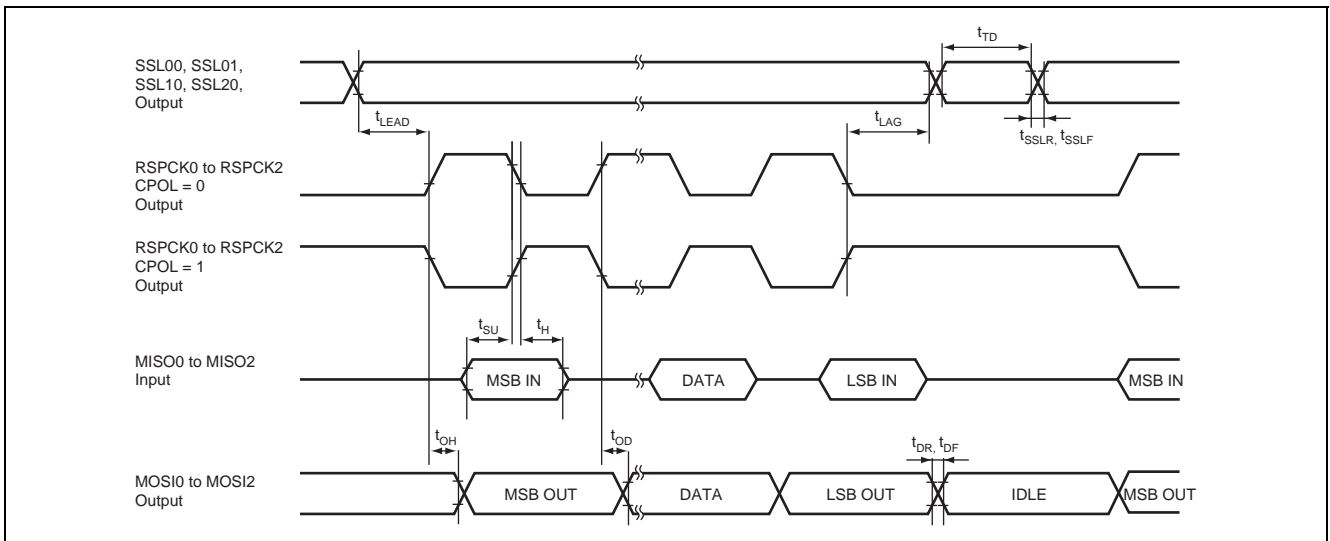 SSL00, SSL01,
SSL10, SSL20,
Output
tTD
tLEAD
tLAG
tSSLR, tSSLF
RSPCK0 to RSPCK2
CPOL = 0
Output
RSPCK0 to RSPCK2
CPOL = 1
Output
tSU
tH
MISO0 to MISO2
Input
MSB IN
DATA
LSB IN
MSB IN
tOH
tOD
tDR, tDF
MOSI0 to MOSI2
Output
MSB OUT
DATA
LSB OUT
IDLE
MSB OUT